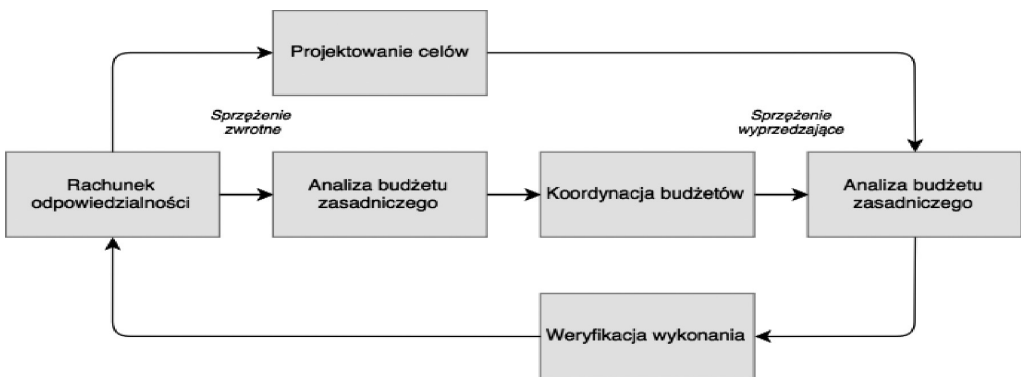 Projektowanie celów
Sprzężenie
zwrotne
Sprzężenie
wyprzedzające
Rachunek
odpowiedzialności
Analiza budżetu
zasadniczego
Koordynacja budżetów
Analiza budżetu
zasadniczego
Weryfikacja wykonania